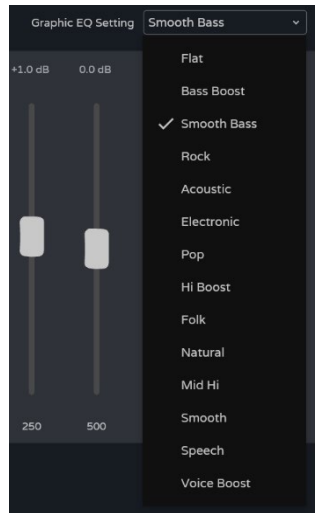 Graphic EQ Setting Smooth Bass
+1.0 dB 0.0 dB
250 500
Flat
Bass Boost
Smooth Bass
Rock
Acoustic
Electronic
Pop
Hi Boost
Folk
Natural
Mid Hi
Smooth
Speech
Voice Boost